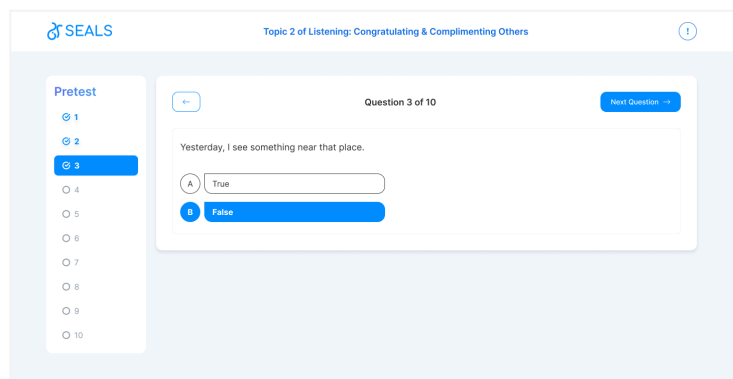 SEALS
Topic 2 of Listening: Congratulating & Complimenting Others
!
Pretest
1
2
3
4
5
6
7
8
9
10
← Question 3 of 10 Next Question →
Yesterday, I see something near that place.
A True
B False